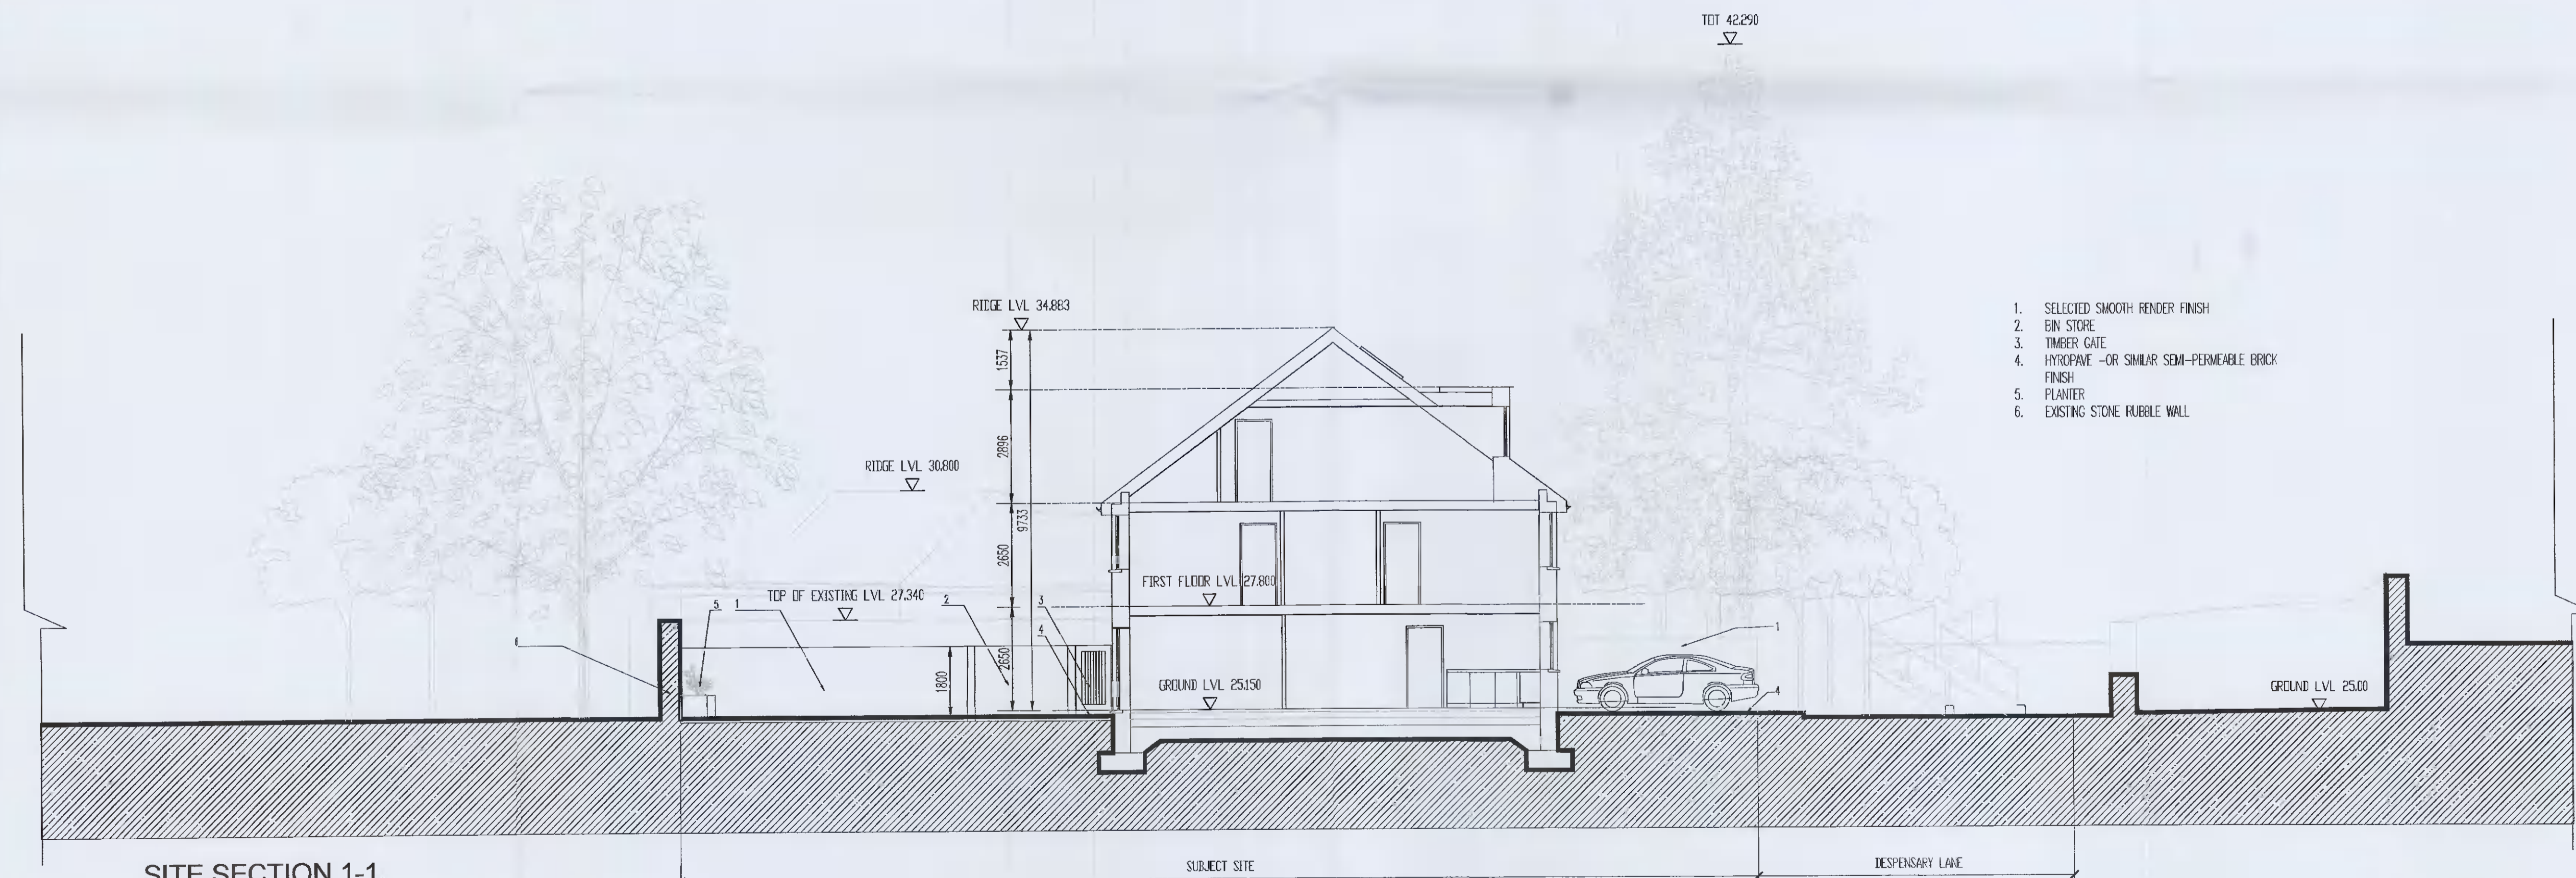 TOT 42.290
RIDGE LVL 34.883
1537
2896
9733
2650
2650
1800
RIDGE LVL 30.800
1. SELECTED SMOOTH RENDER FINISH
2. BIN STORE
3. TIMBER GATE
4. HYROPAVE -OR SIMILAR SEMI-PERMEABLE BRICK
FINISH
5. PLANTER
6. EXISTING STONE RUBBLE WALL
FIRST FLOOR LVL 27.800
TOP OF EXISTING LVL 27.340
5
1
2
3
4
1
4
GROUND LVL 25.150
GROUND LVL 25.00
SITE SECTION 1-1
SUBJECT SITE
DESPENSARY LANE